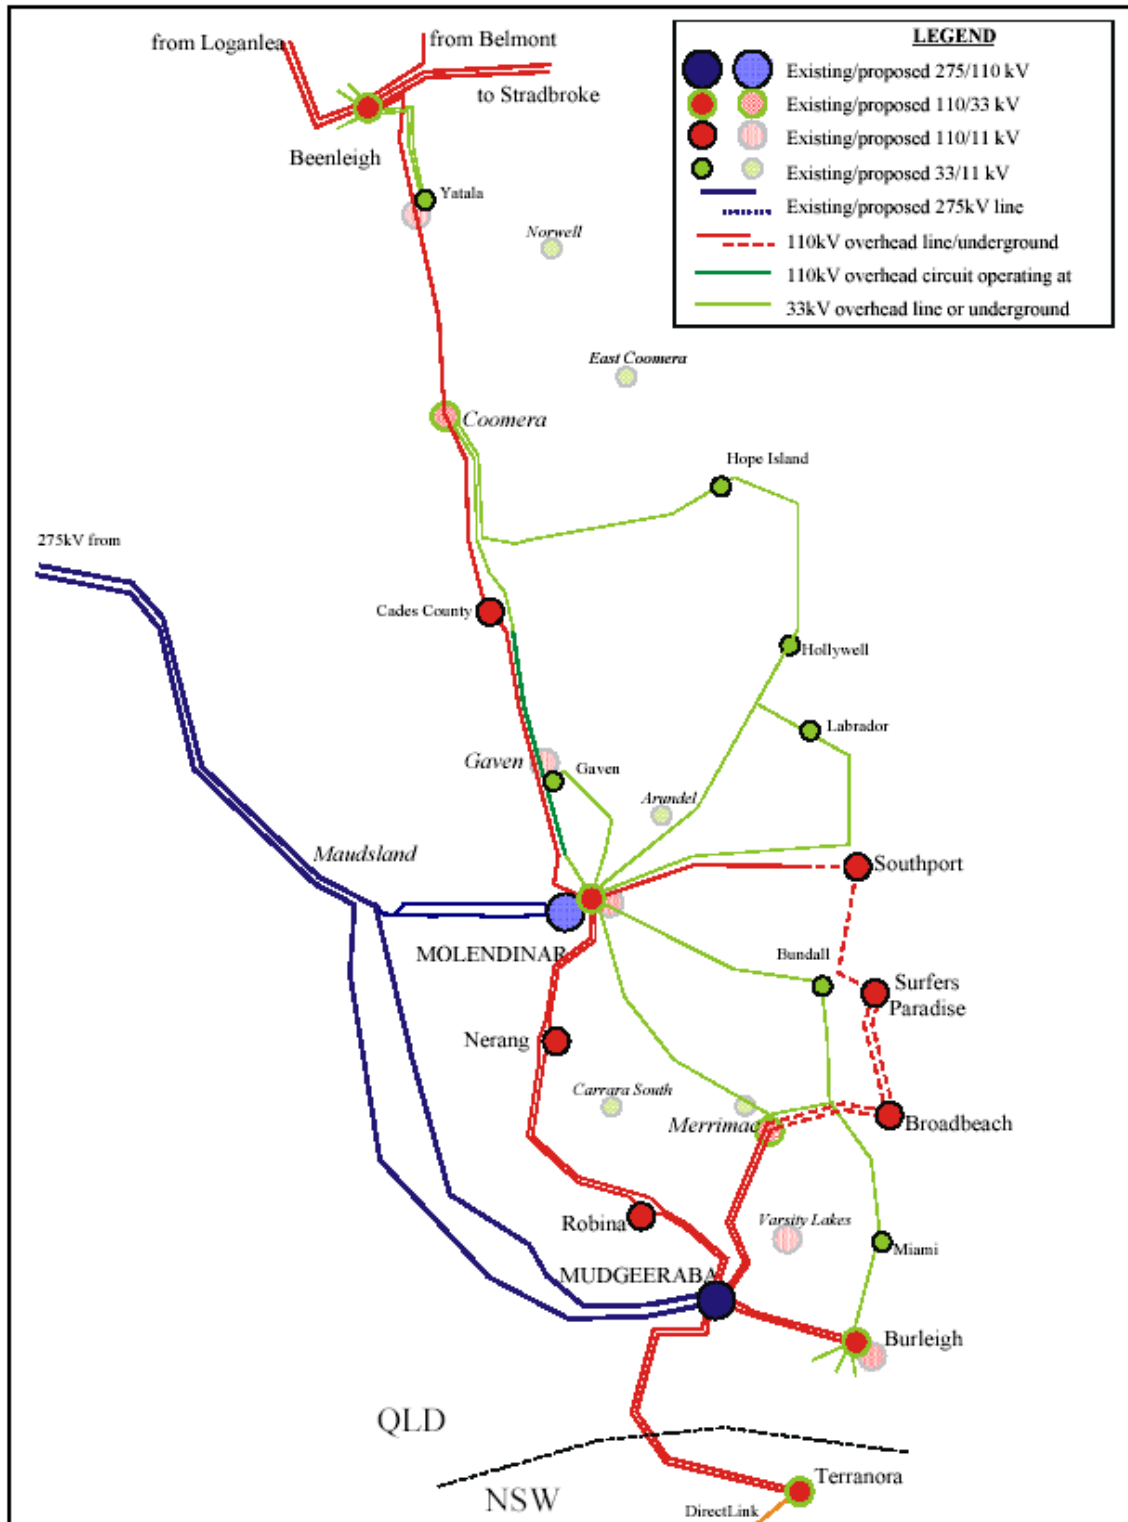 from Loganlea
from Belmont
to Stradbroke
LEGEND
Existing/proposed 275/110 kV
Existing/proposed 110/33 kV
Existing/proposed 110/11 kV
Existing/proposed 33/11 kV
Existing/proposed 275kV line
110kV overhead line/underground
110kV overhead circuit operating at
33kV overhead line or underground
Beenleigh
Yatala
Norwell
East Coomera
Coomera
Hope Island
275kV from
Cades County
Hollywell
Labrador
Gaven
Gaven
Arundel
Maudsland
Southport
MOLENDINAR
Bundall
Surfers
Paradise
Nerang
Carrara South
Merrimac
Broadbeach
Varsity Lakes
Robina
Miami
MUDGEERABA
Burleigh
QLD
NSW
Terranora
DirectLink